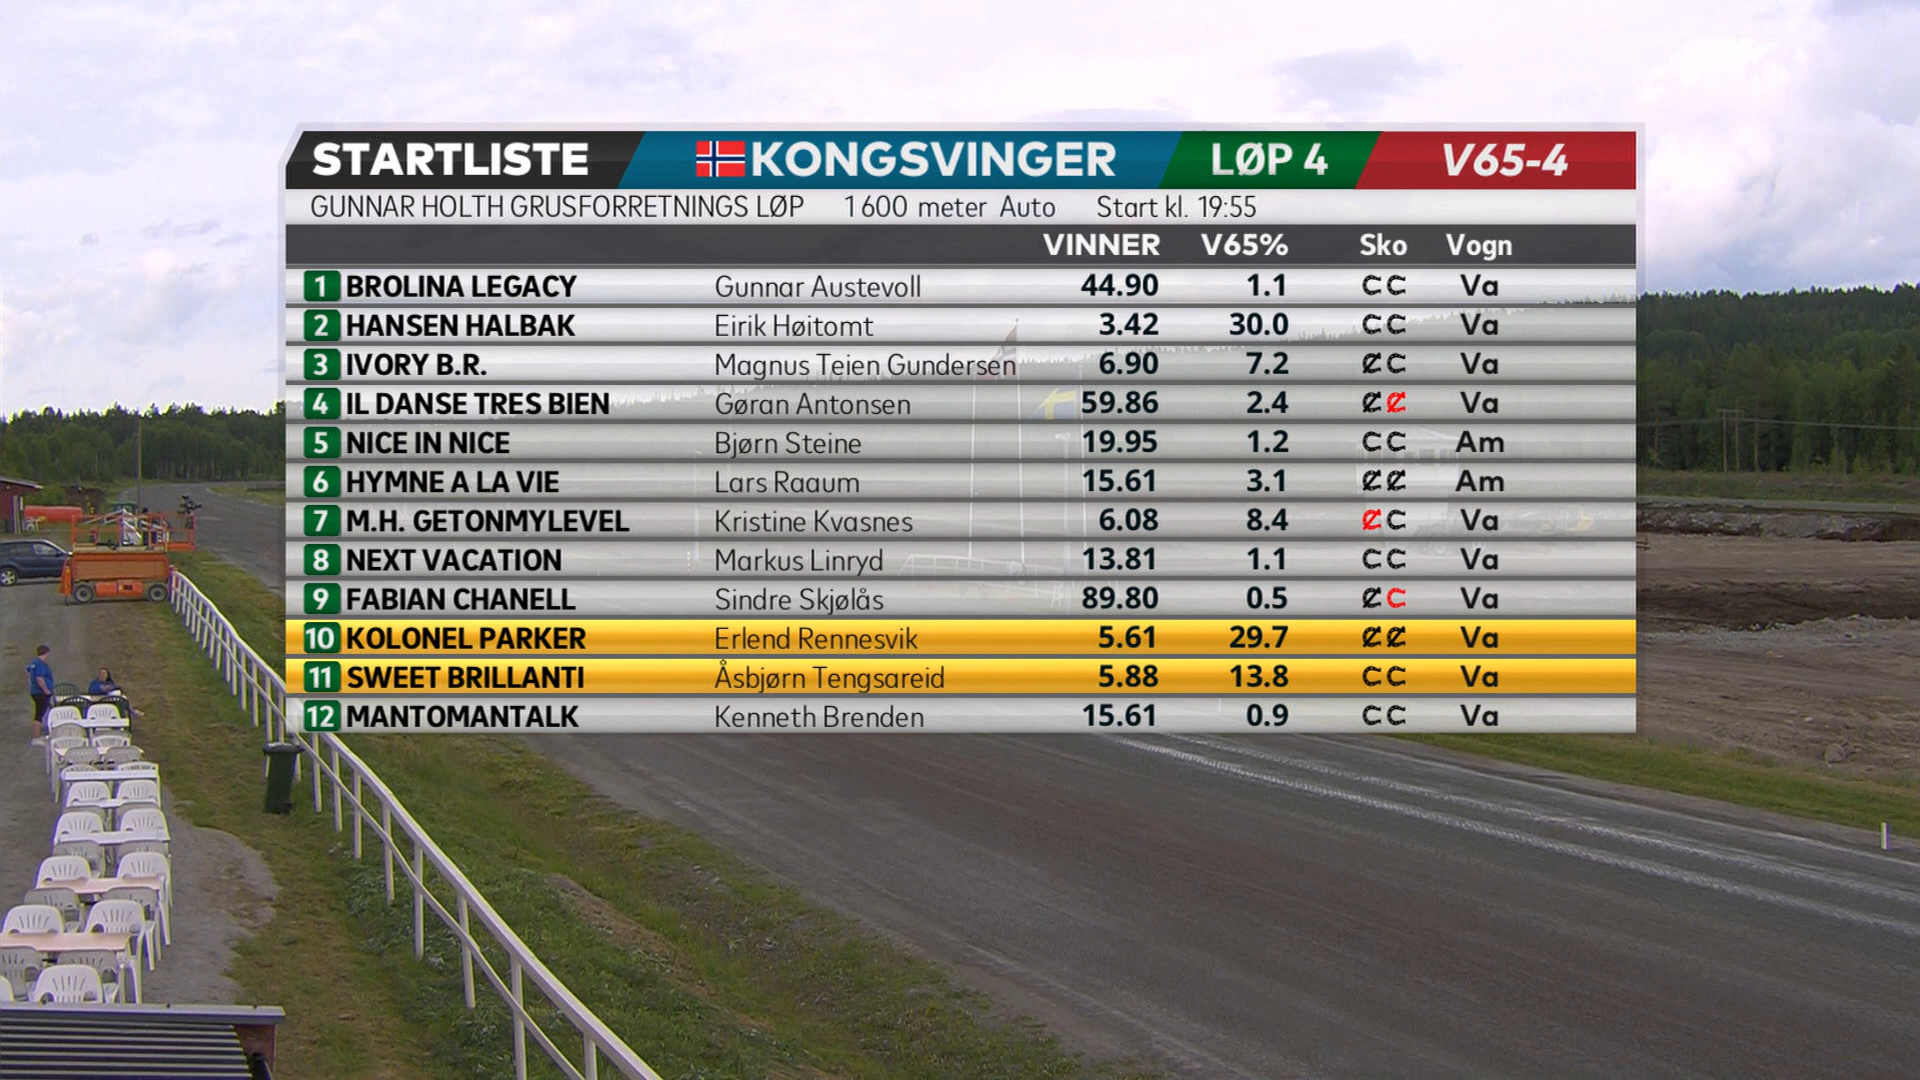 STARTLISTE KONGSVINGER LØP 4 V65-4
GUNNAR HOLTH GRUSFORRETNINGS LØP 1600 meter Auto Start kl. 19:55
VINNER V65% Sko Vogn
1 BROLINA LEGACY Gunnar Austevoll 44.90 1.1 C C Va
2 HANSEN HALBAK Eirik Høitomt 3.42 30.0 C C Va
3 IVORY B.R. Magnus Teien Gundersen 6.90 7.2 Ȼ C Va
4 IL DANSE TRES BIEN Gøran Antonsen 59.86 2.4 Ȼ Ȼ Va
5 NICE IN NICE Bjørn Steine 19.95 1.2 C C Am
6 HYMNE A LA VIE Lars Raaum 15.61 3.1 Ȼ Ȼ Am
7 M.H. GETONMYLEVEL Kristine Kvasnes 6.08 8.4 Ȼ C Va
8 NEXT VACATION Markus Linryd 13.81 1.1 C C Va
9 FABIAN CHANELL Sindre Skjølås 89.80 0.5 Ȼ C Va
10 KOLONEL PARKER Erlend Rennesvik 5.61 29.7 Ȼ Ȼ Va
11 SWEET BRILLANTI Åsbjørn Tengsareid 5.88 13.8 C C Va
12 MANTOMANTALK Kenneth Brenden 15.61 0.9 C C Va